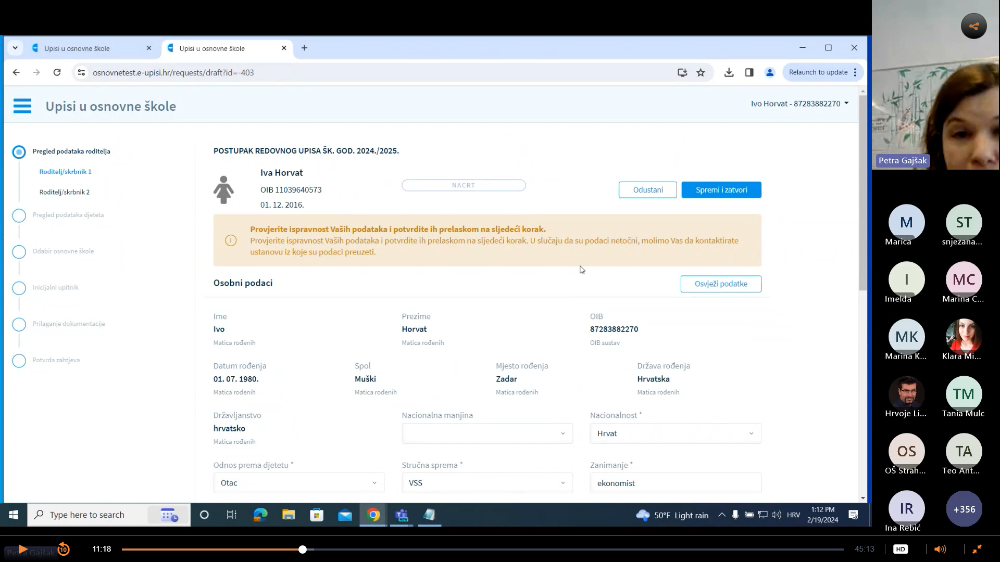 Upisi u osnovne škole
Upisi u osnovne škole
osnovnetest.e-upisi.hr/requests/draft?id=-403
Relaunch to update
Upisi u osnovne škole
Ivo Horvat - 87283882270
Pregled podataka roditelja
Roditelj/skrbnik 1
Roditelj/skrbnik 2
Pregled podataka djeteta
Odabir osnovne škole
Inicijalni upitnik
Prilaganje dokumentacije
Potvrda zahtjeva
POSTUPAK REDOVNOG UPISA ŠK. GOD. 2024./2025.
Iva Horvat
OIB 11039640573
01. 12. 2016.
NACRT
Odustani
Spremi i zatvori
Provjerite ispravnost Vaših podataka i potvrdite ih prelaskom na sljedeći korak.
Provjerite ispravnost Vaših podataka i potvrdite ih prelaskom na sljedeći korak. U slučaju da su podaci netočni, molimo Vas da kontaktirate
ustanovu iz koje su podaci preuzeti.
Osobni podaci
Osvježi podatke
Ime
Ivo
Matica rođenih
Prezime
Horvat
Matica rođenih
OIB
87283882270
OIB sustav
Datum rođenja
01. 07. 1980.
Matica rođenih
Spol
Muški
Matica rođenih
Mjesto rođenja
Zadar
Matica rođenih
Država rođenja
Hrvatska
Matica rođenih
Državljanstvo
hrvatsko
Matica rođenih
Nacionalna manjina
Nacionalnost *
Hrvat
Odnos prema djetetu *
Otac
Stručna sprema *
VSS
Zanimanje *
ekonomist
Type here to search
50°F Light rain
HRV
1:12 PM
2/19/2024
Petra Gajšak
M
Marica
ST
snjezana...
I
Imelda
MC
Marina C...
MK
Marina K...
Klara Mi...
Hrvoje Li...
TM
Tania Mulc
OS
OŠ Strah...
TA
Teo Ant...
IR
Ina Rebić
+356
Petra Gajšak
10
11:18
45:13
HD